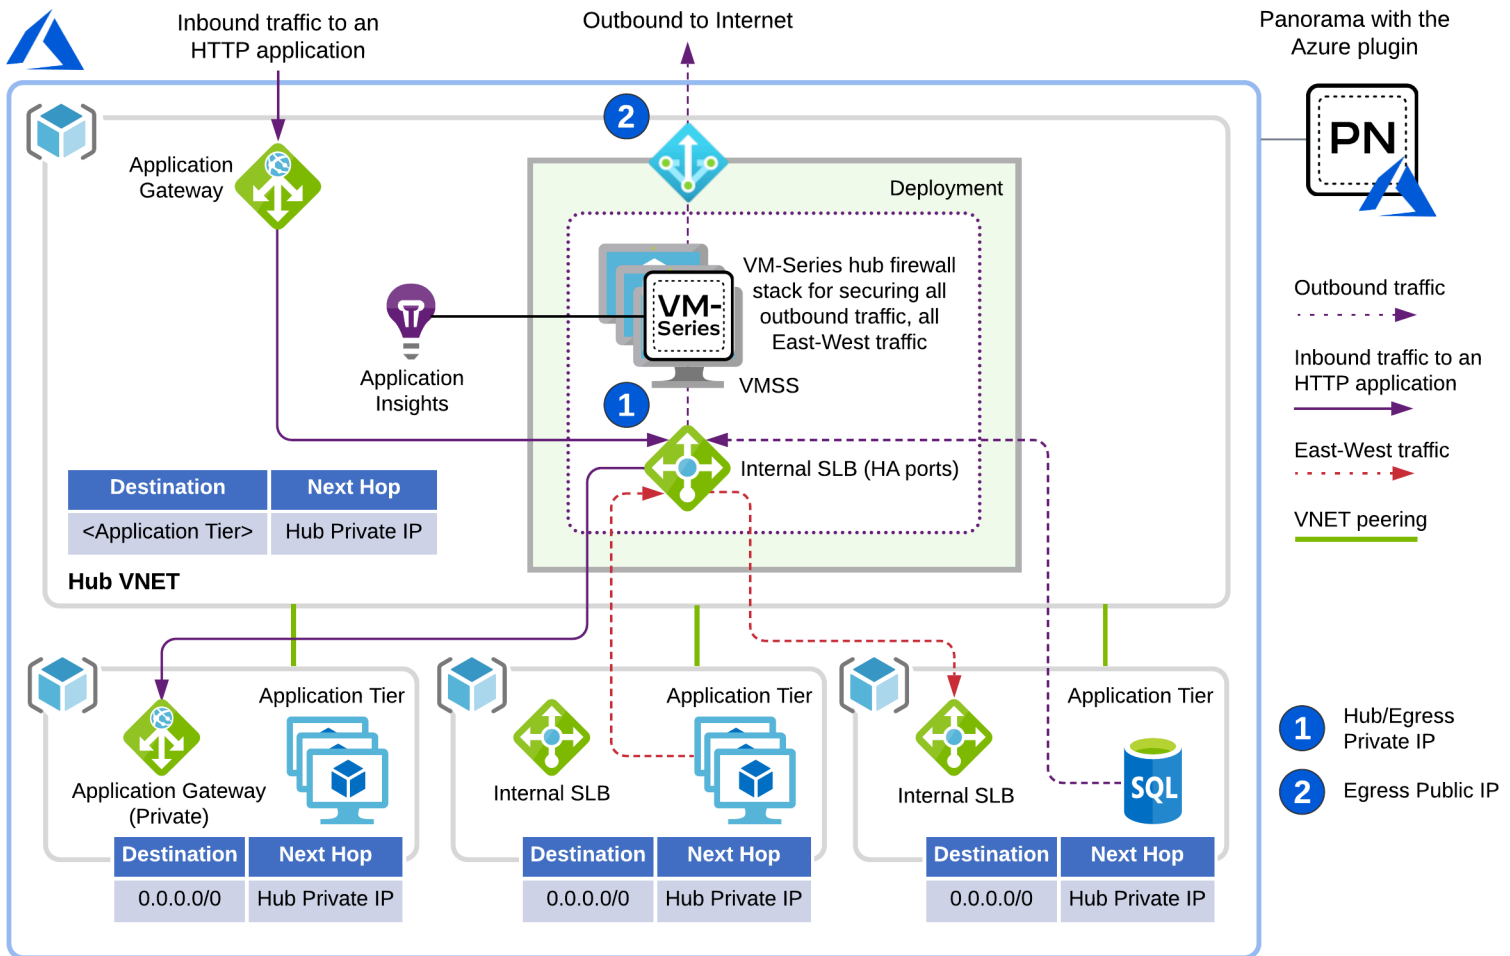 Inbound traffic to an
HTTP application
Outbound to Internet
Panorama with the
Azure plugin
PN
2
Application
Gateway
Deployment
VM-Series hub firewall
stack for securing all
outbound traffic, all
East-West traffic
VM-
Series
VMSS
Application
Insights
1
Internal SLB (HA ports)
Destination Next Hop
<Application Tier> Hub Private IP
Hub VNET
Outbound traffic
Inbound traffic to an
HTTP application
East-West traffic
VNET peering
Application Tier
Application Gateway
(Private)
Destination Next Hop
0.0.0.0/0 Hub Private IP
Application Tier
Internal SLB
Destination Next Hop
0.0.0.0/0 Hub Private IP
Application Tier
Internal SLB
SQL
Destination Next Hop
0.0.0.0/0 Hub Private IP
1 Hub/Egress
Private IP
2 Egress Public IP